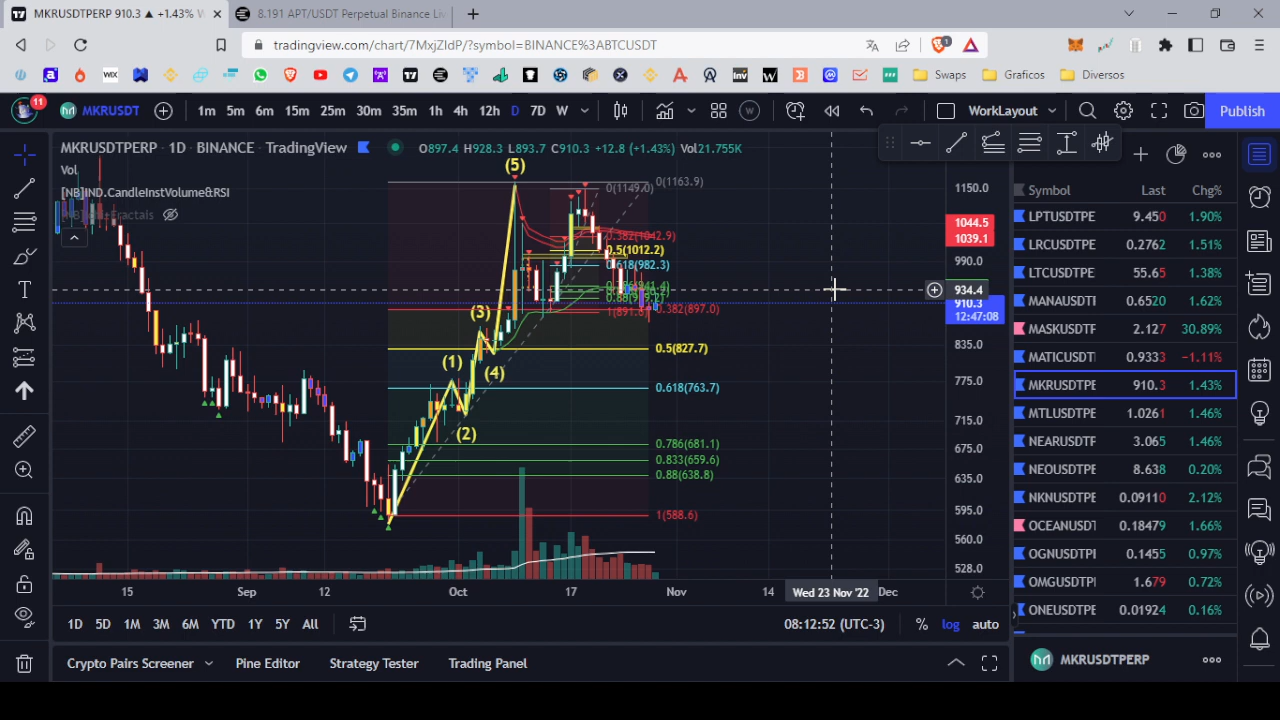 MKRUSDTPERP 910.3 ▲ +1.43% W
8.191 APT/USDT Perpetual Binance Li
tradingview.com/chart/7MxjZIdP/?symbol=BINANCE%3ABTCUSDT
1
Swaps
Graficos
Diversos
11
MKRUSDT
1m 5m 6m 15m 25m 30m 35m 1h 4h 12h D 7D W
WorkLayout
Publish
MKRUSDTPERP · 1D · BINANCE · TradingView
O897.4 H928.3 L893.7 C910.3 +12.8 (+1.43%) Vol21.755K
Vol
[NB]IND.CandleInstVolume&RSI
(5)
(3)
(1)
(4)
(2)
0(1163.9)
0(1149.0)
0.382(1042.9)
0.5(1012.2)
0.618(982.3)
0.382(897.0)
0.5(827.7)
0.618(763.7)
0.786(681.1)
0.833(659.6)
0.88(638.8)
1(588.6)
1150.0
1044.5
1039.1
990.0
934.4
910.3
12:47:08
835.0
775.0
715.0
675.0
635.0
595.0
560.0
528.0
15 Sep 12 Oct 17 Nov 14 Wed 23 Nov '22 Dec
1D 5D 1M 3M 6M YTD 1Y 5Y All
08:12:52 (UTC-3)
% log auto
Crypto Pairs Screener
Pine Editor
Strategy Tester
Trading Panel
Symbol Last Chg%
LPTUSDTPE 9.450 1.90%
LRCUSDTPE 0.2762 1.51%
LTCUSDTPE 55.65 1.38%
MANAUSDTI 0.6520 1.62%
MASKUSDTF 2.127 30.89%
MATICUSDTI 0.9333 −1.11%
MKRUSDTPE 910.3 1.43%
MTLUSDTPE 1.0261 1.46%
NEARUSDTF 3.065 1.46%
NEOUSDTPE 8.638 0.20%
NKNUSDTPE 0.09110 2.12%
OCEANUSDT 0.18479 1.66%
OGNUSDTPE 0.1455 0.97%
OMGUSDTPE 1.679 0.72%
ONEUSDTPE 0.01924 0.16%
MKRUSDTPERP